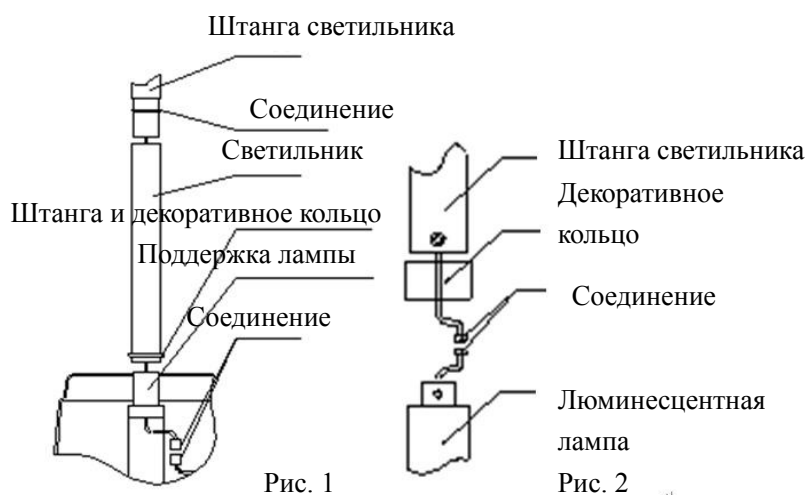 Штанга светильника
Соединение
Светильник
Штанга и декоративное кольцо
Поддержка лампы
Соединение
Рис. 1
Штанга светильника
Декоративное
кольцо
Соединение
Люминесцентная
лампа
Рис. 2